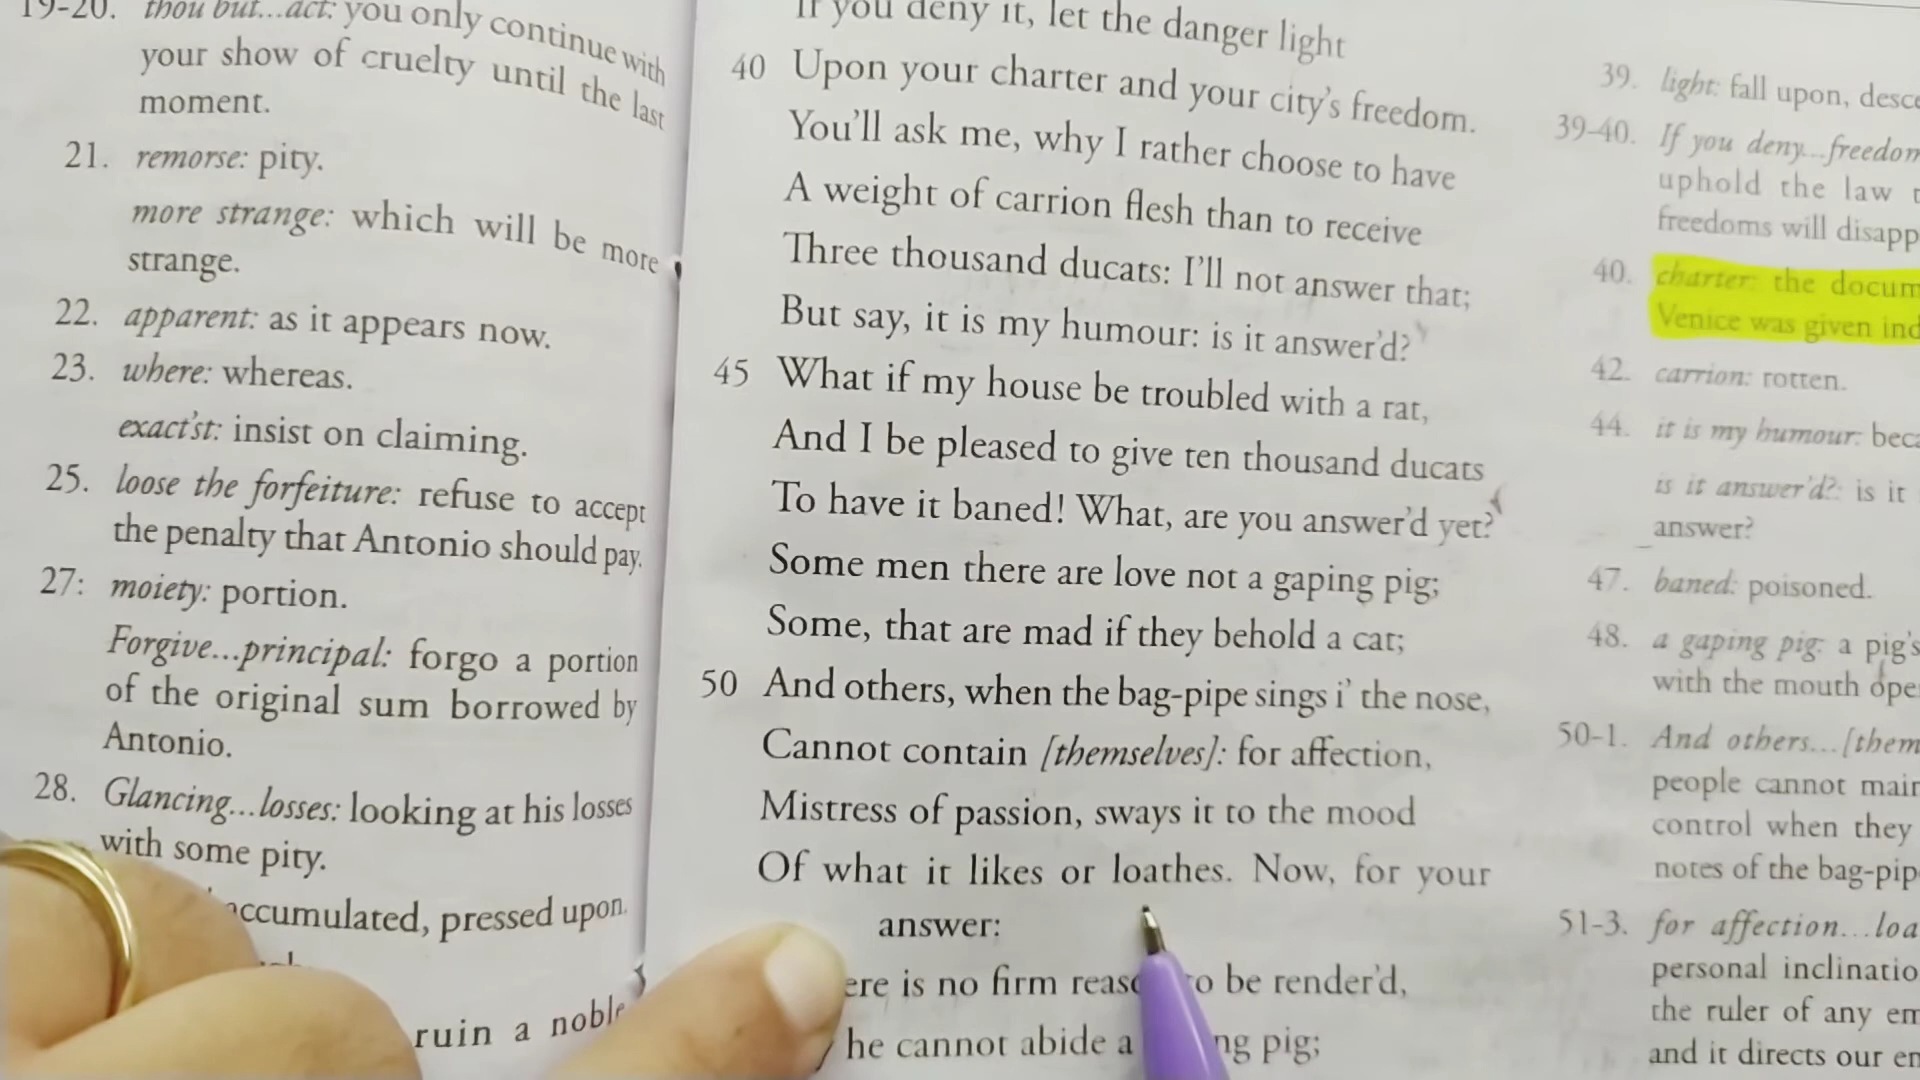 19-20. thou but...act: you only continue with
your show of cruelty until the last
moment.
21. remorse: pity.
more strange: which will be more
strange.
22. apparent: as it appears now.
23. where: whereas.
exact'st: insist on claiming.
25. loose the forfeiture: refuse to accept
the penalty that Antonio should pay.
27: moiety: portion.
Forgive...principal: forgo a portion
of the original sum borrowed by
Antonio.
28. Glancing...losses: looking at his losses
with some pity.
accumulated, pressed upon.
ruin a noble
If you deny it, let the danger light
40 Upon your charter and your city's freedom.
You'll ask me, why I rather choose to have
A weight of carrion flesh than to receive
Three thousand ducats: I'll not answer that;
But say, it is my humour: is it answer'd?
45 What if my house be troubled with a rat,
And I be pleased to give ten thousand ducats
To have it baned! What, are you answer'd yet?
Some men there are love not a gaping pig;
Some, that are mad if they behold a cat;
50 And others, when the bag-pipe sings i' the nose,
Cannot contain [themselves]: for affection,
Mistress of passion, sways it to the mood
Of what it likes or loathes. Now, for your
answer:
is no firm to be render'd,
he cannot abide a pig;
39. light: fall upon, desce
39-40. If you deny...freedom
uphold the law
freedoms will disapp
40. charter: the docum
Venice was given ind
42. carrion: rotten.
44. it is my humour: beca
is it answer'd?: is it
answer?
47. baned: poisoned.
48. a gaping pig: a pig's
with the mouth ope
50-1. And others...[them
people cannot main
control when they
notes of the bag-pip
51-3. for affection...loa
personal inclinatio
the ruler of any em
and it directs our en